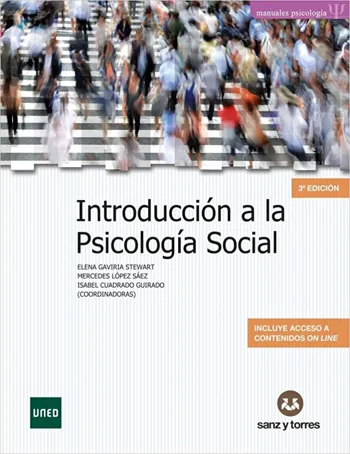 manuales psicología Ψ
3ª EDICIÓN
Introducción a la
Psicología Social
ELENA GAVIRIA STEWART
MERCEDES LÓPEZ SÁEZ
ISABEL CUADRADO GUIRADO
(COORDINADORAS)
INCLUYE ACCESO A
CONTENIDOS ON LINE
UNED
sanz y torres